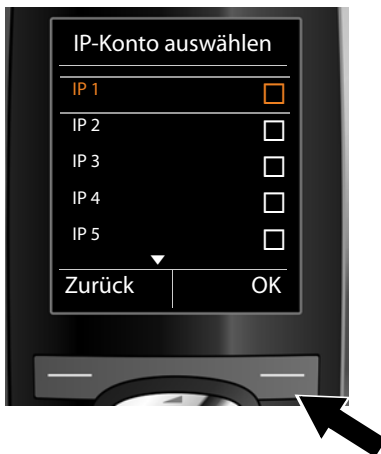 IP-Konto auswählen
IP 1
IP 2
IP 3
IP 4
IP 5
Zurück OK